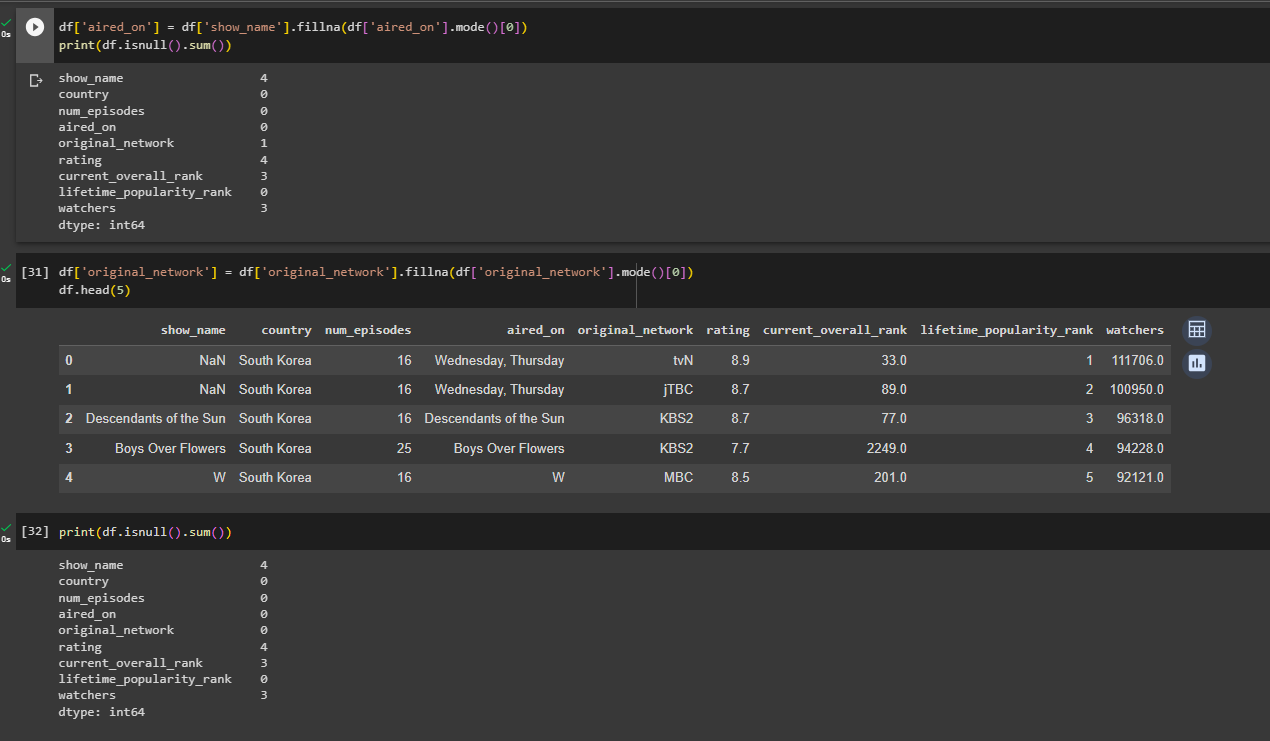 df['aired_on'] = df['show_name'].fillna(df['aired_on'].mode()[0])
0s
print(df.isnull().sum())
show_name 4
country 0
num_episodes 0
aired_on 0
original_network 1
rating 4
current_overall_rank 3
lifetime_popularity_rank 0
watchers 3
dtype: int64
[31] df['original_network'] = df['original_network'].fillna(df['original_network'].mode()[0])
0s
df.head(5)
show_name country num_episodes aired_on original_network rating current_overall_rank lifetime_popularity_rank watchers
0 NaN South Korea 16 Wednesday, Thursday tvN 8.9 33.0 1 111706.0
1 NaN South Korea 16 Wednesday, Thursday jTBC 8.7 89.0 2 100950.0
2 Descendants of the Sun South Korea 16 Descendants of the Sun KBS2 8.7 77.0 3 96318.0
3 Boys Over Flowers South Korea 25 Boys Over Flowers KBS2 7.7 2249.0 4 94228.0
4 W South Korea 16 W MBC 8.5 201.0 5 92121.0
[32] print(df.isnull().sum())
0s
show_name 4
country 0
num_episodes 0
aired_on 0
original_network 0
rating 4
current_overall_rank 3
lifetime_popularity_rank 0
watchers 3
dtype: int64